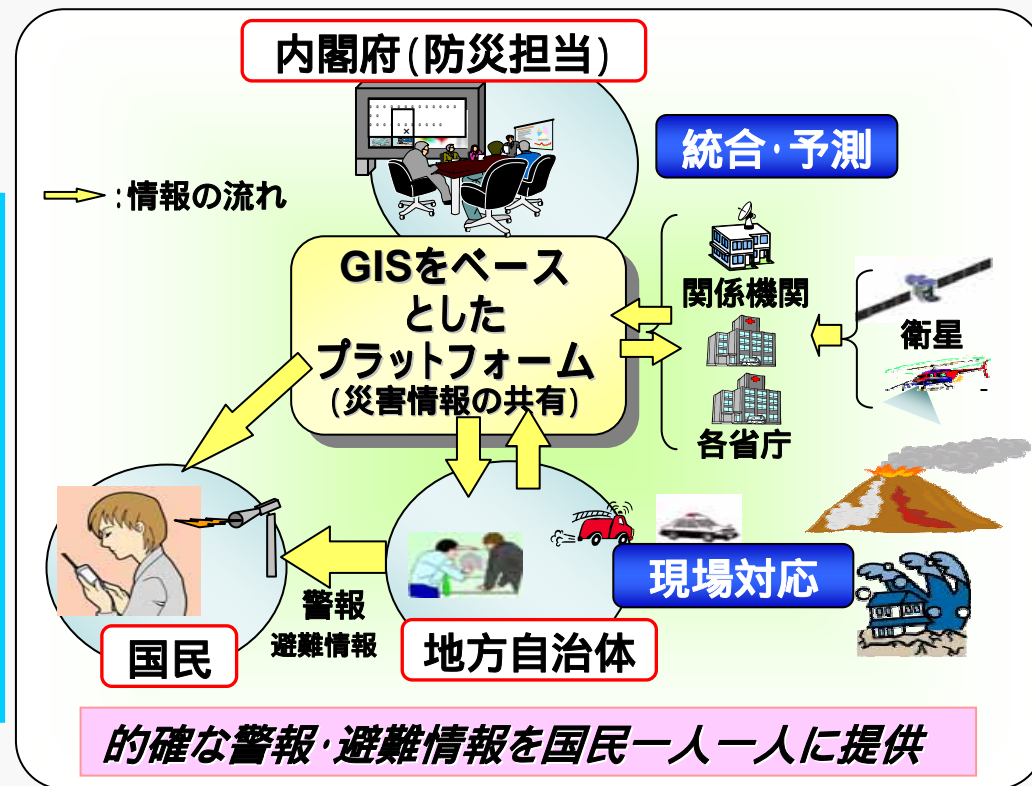 内閣府(防災担当)
統合・予測
:情報の流れ
GISをベース
とした
プラットフォーム
(災害情報の共有)
関係機関
衛星
各省庁
現場対応
警報
避難情報
国民
地方自治体
的確な警報・避難情報を国民一人一人に提供